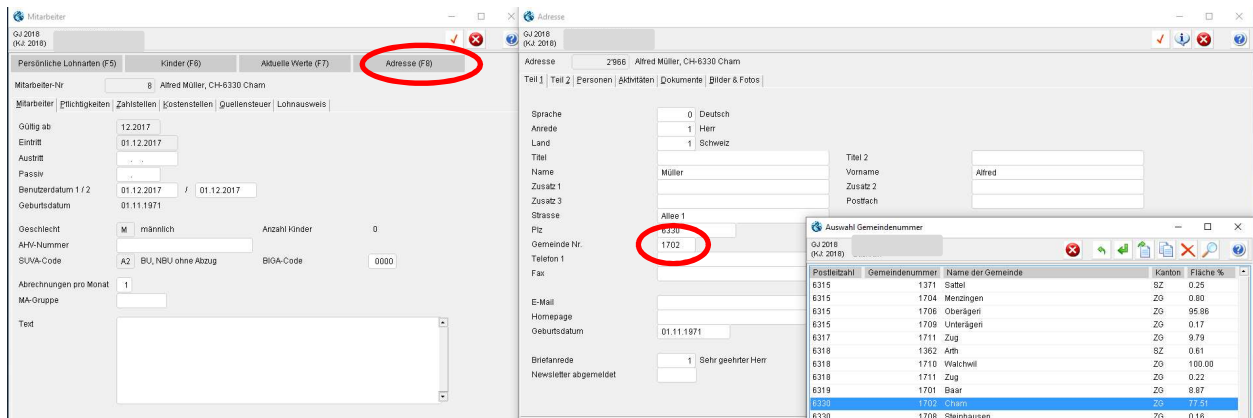 Mitarbeiter
GJ 2018
(KJ: 2018)
Persönliche Lohnarten (F5) Kinder (F6) Aktuelle Werte (F7) Adresse (F8)
Mitarbeiter-Nr 8 Alfred Müller, CH-6330 Cham
Mitarbeiter Pflichtigkeiten Zahlstellen Kostenstellen Quellensteuer Lohnausweis
Gültig ab 12.2017
Eintritt 01.12.2017
Austritt . .
Passiv .
Benutzerdatum 1 / 2 01.12.2017 / 01.12.2017
Geburtsdatum 01.11.1971
Geschlecht M männlich Anzahl Kinder 0
AHV-Nummer
SUVA-Code A2 BU, NBU ohne Abzug BIGA-Code 0000
Abrechnungen pro Monat 1
MA-Gruppe
Text
Adresse
GJ 2018
(KJ: 2018)
Adresse 2'966 Alfred Müller, CH-6330 Cham
Teil 1 Teil 2 Personen Aktivitäten Dokumente Bilder & Fotos
Sprache 0 Deutsch
Anrede 1 Herr
Land 1 Schweiz
Titel Titel 2
Name Müller Vorname Alfred
Zusatz 1 Zusatz 2
Zusatz 3 Postfach
Strasse Allee 1
Plz 6330
Gemeinde Nr. 1702
Telefon 1
Fax
E-Mail
Homepage
Geburtsdatum 01.11.1971
Briefanrede 1 Sehr geehrter Herr
Newsletter abgemeldet
Auswahl Gemeindenummer
GJ 2018
(KJ: 2018)
Postleitzahl Gemeindenummer Name der Gemeinde Kanton Fläche %
6315 1371 Sattel SZ 0.25
6315 1704 Menzingen ZG 0.80
6315 1706 Oberägeri ZG 95.86
6315 1709 Unterägeri ZG 0.17
6317 1711 Zug ZG 9.79
6318 1362 Arth SZ 0.61
6318 1710 Walchwil ZG 100.00
6318 1711 Zug ZG 0.22
6319 1701 Baar ZG 8.87
6330 1702 Cham ZG 77.51
6330 1708 Steinhausen ZG 0.16